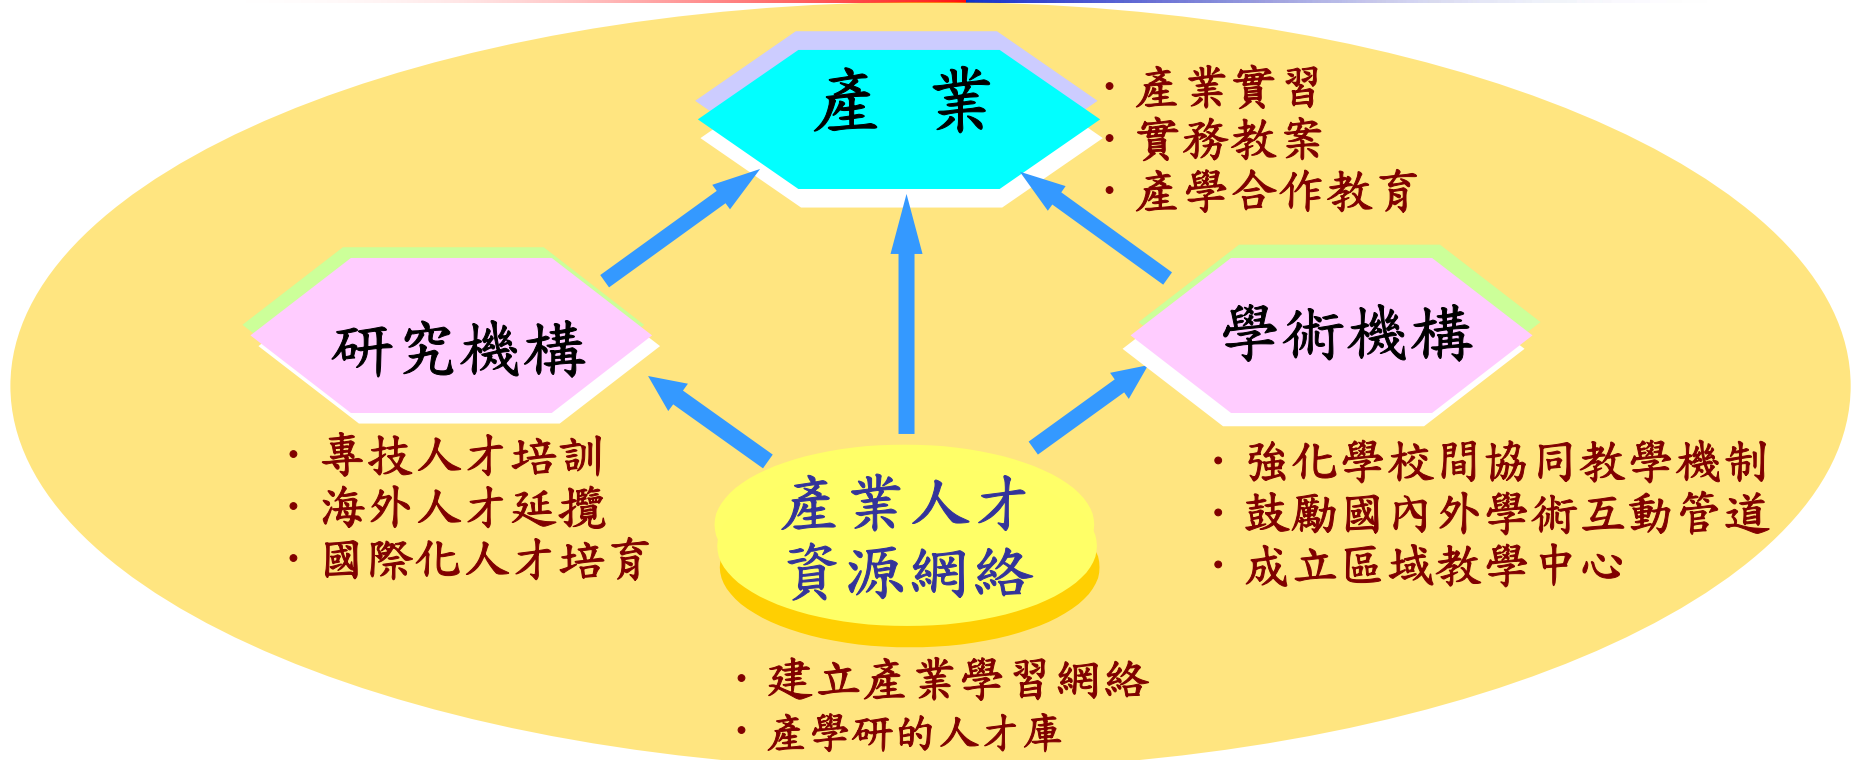 產 業
· 產業實習
· 實務教案
· 產學合作教育
研究機構
· 專技人才培訓
· 海外人才延攬
· 國際化人才培育
學術機構
· 強化學校間協同教學機制
· 鼓勵國內外學術互動管道
· 成立區域教學中心
產業人才
資源網絡
· 建立產業學習網絡
· 產學研的人才庫